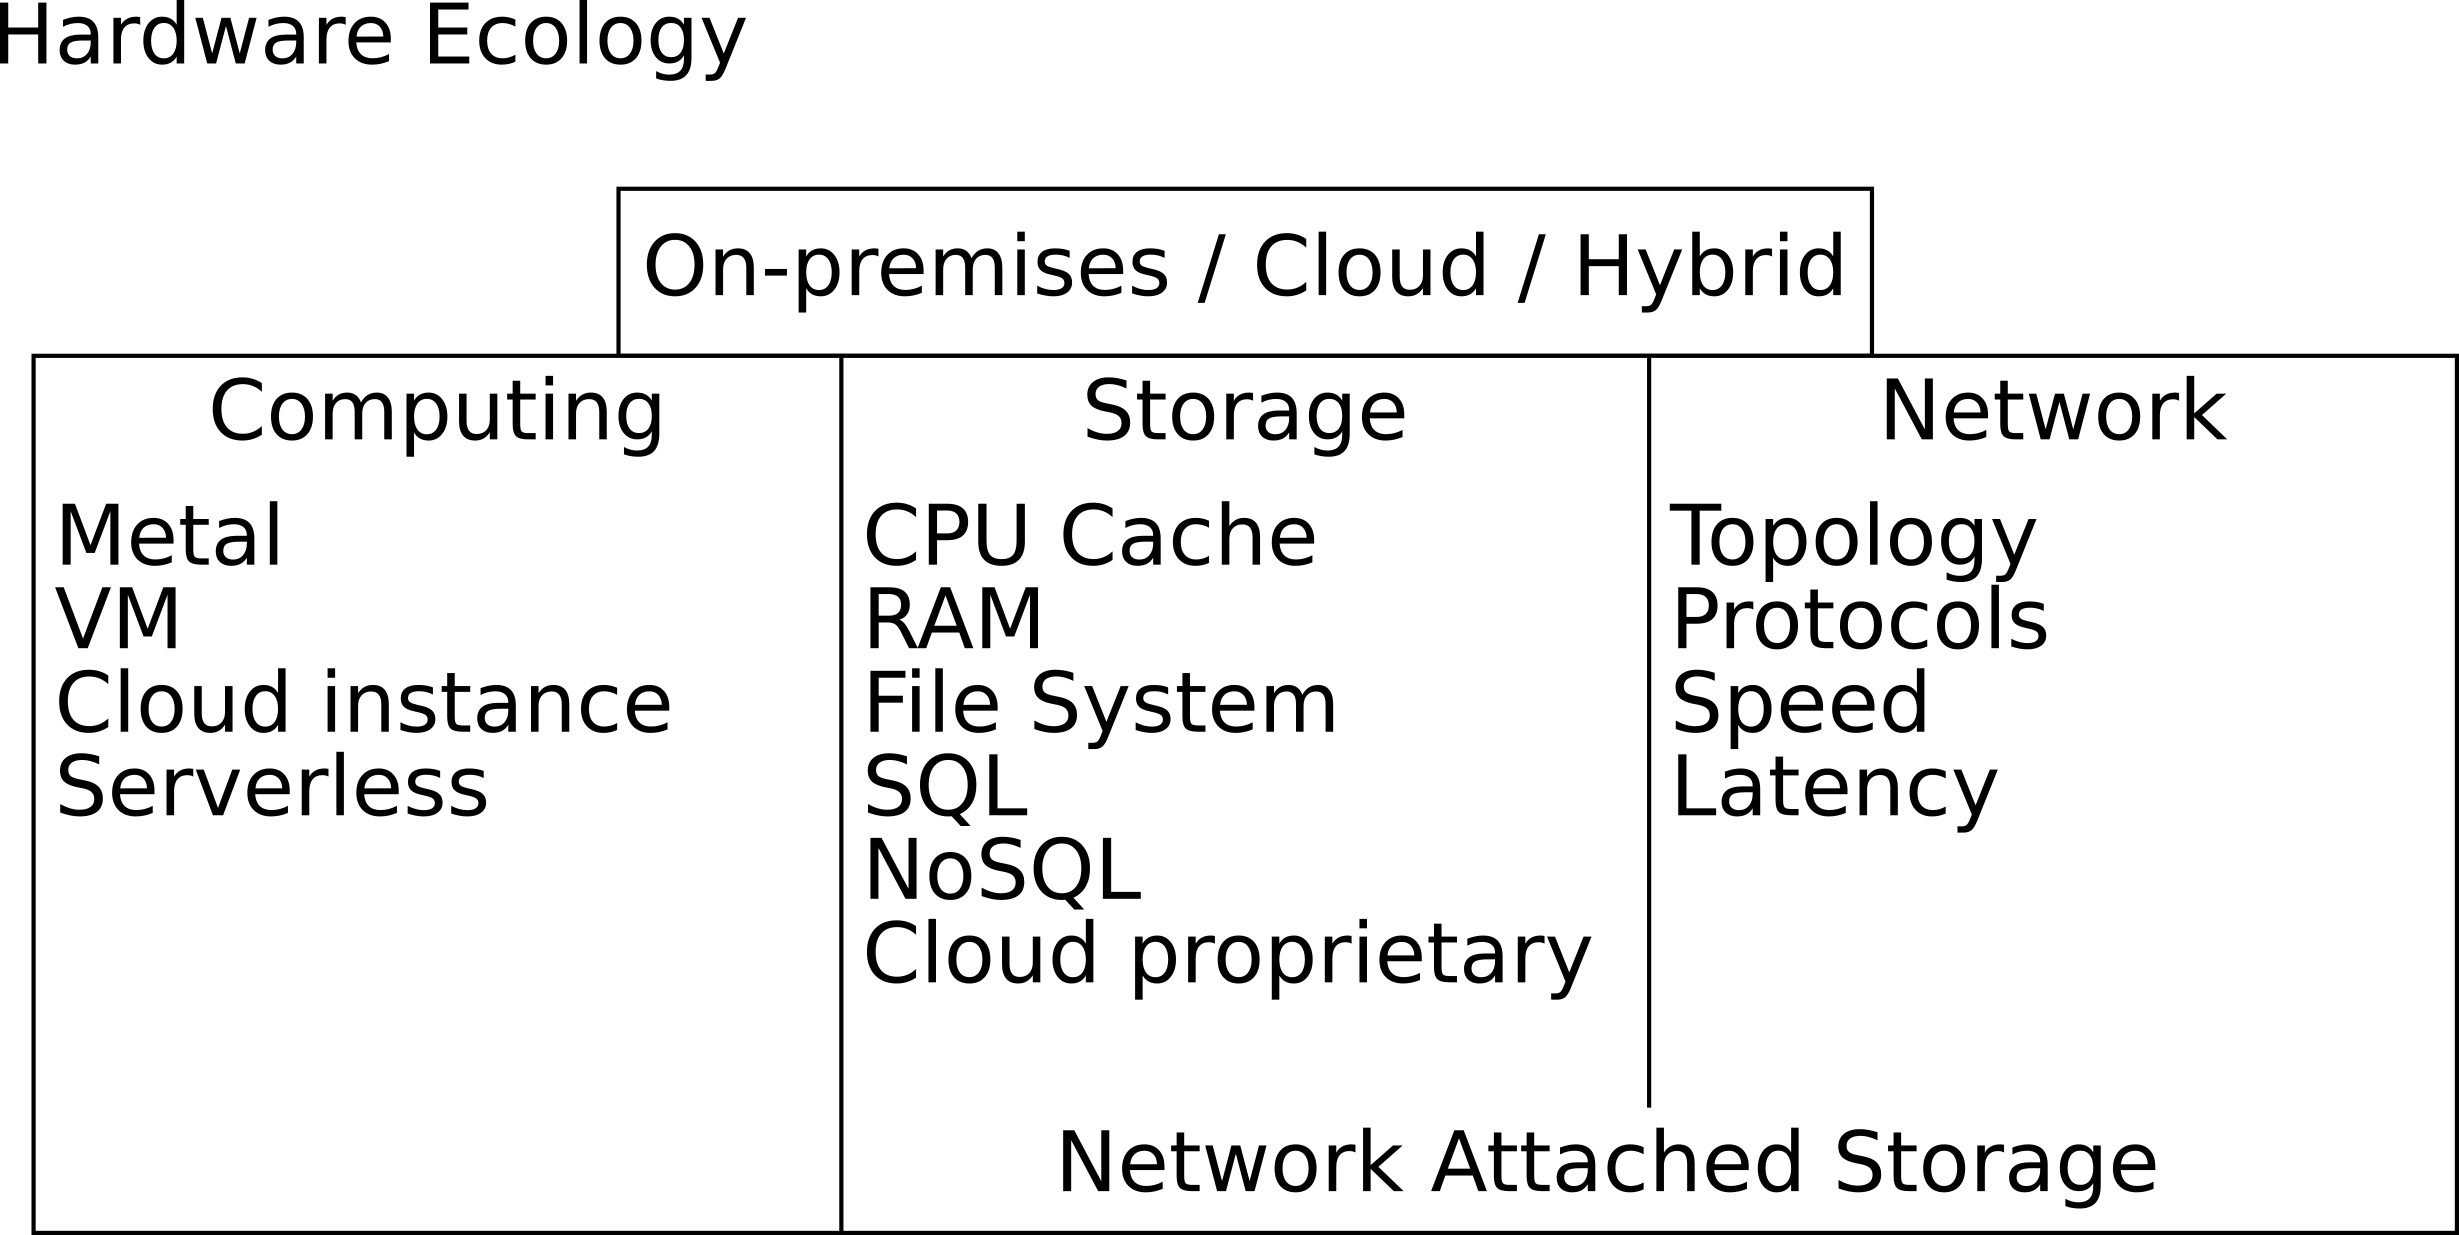 Hardware Ecology
On-premises / Cloud / Hybrid
Computing
Metal
VM
Cloud instance
Serverless
Storage
CPU Cache
RAM
File System
SQL
NoSQL
Cloud proprietary
Network
Topology
Protocols
Speed
Latency
Network Attached Storage